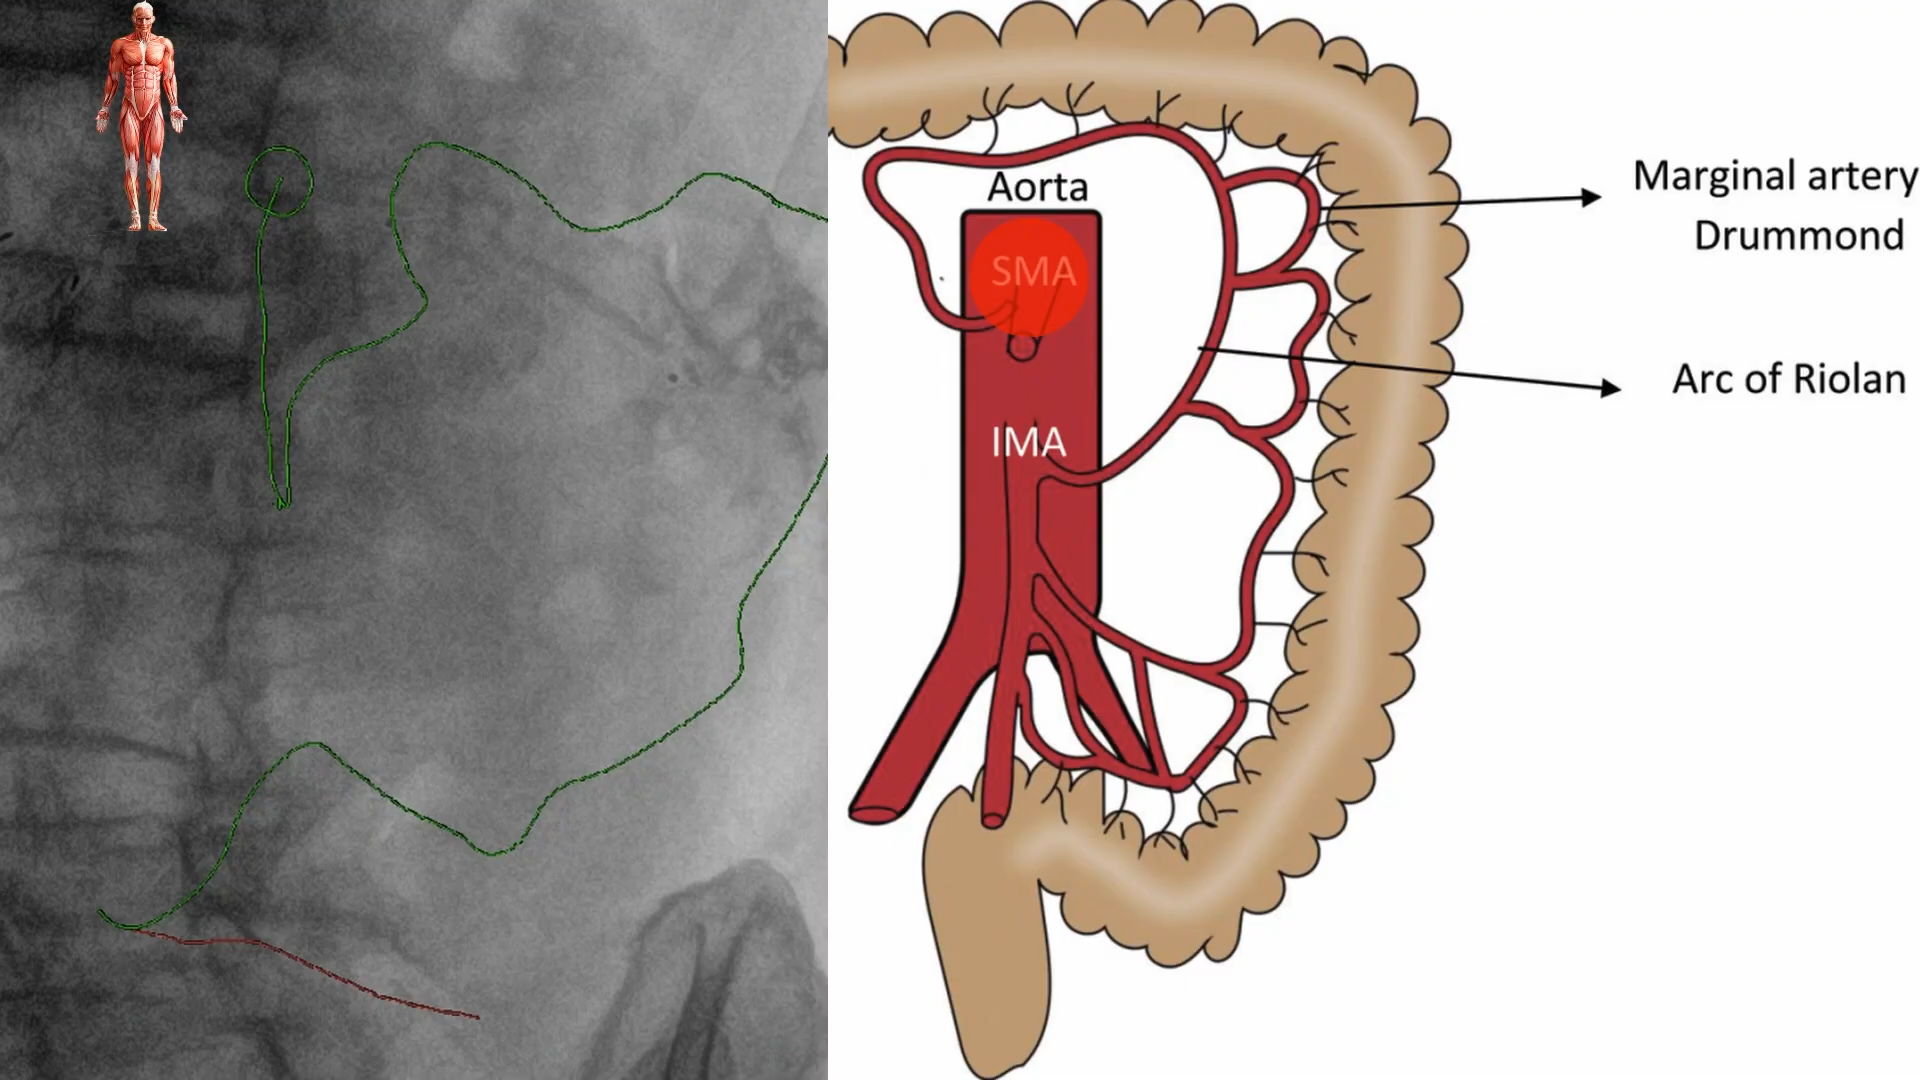 Marginal artery
Drummond
Aorta
SMA
Arc of Riolan
IMA